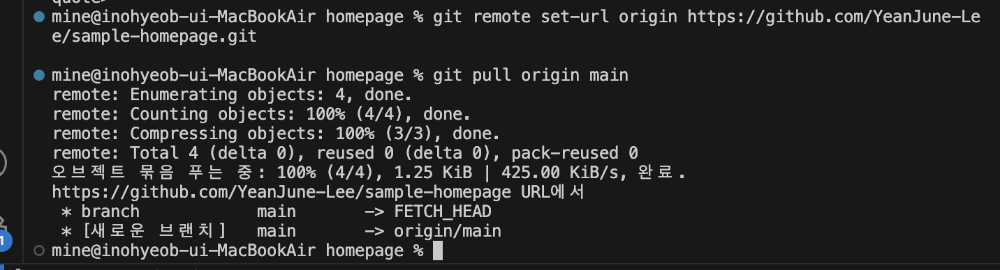 quote>
mine@inohyeob-ui-MacBookAir homepage % git remote set-url origin https://github.com/YeanJune-Le
e/sample-homepage.git
mine@inohyeob-ui-MacBookAir homepage % git pull origin main
remote: Enumerating objects: 4, done.
remote: Counting objects: 100% (4/4), done.
remote: Compressing objects: 100% (3/3), done.
remote: Total 4 (delta 0), reused 0 (delta 0), pack-reused 0
오브젝트 묶음 푸는 중: 100% (4/4), 1.25 KiB | 425.00 KiB/s, 완료.
https://github.com/YeanJune-Lee/sample-homepage URL에서
* branch main -> FETCH_HEAD
* [새로운 브랜치] main -> origin/main
1
mine@inohyeob-ui-MacBookAir homepage %